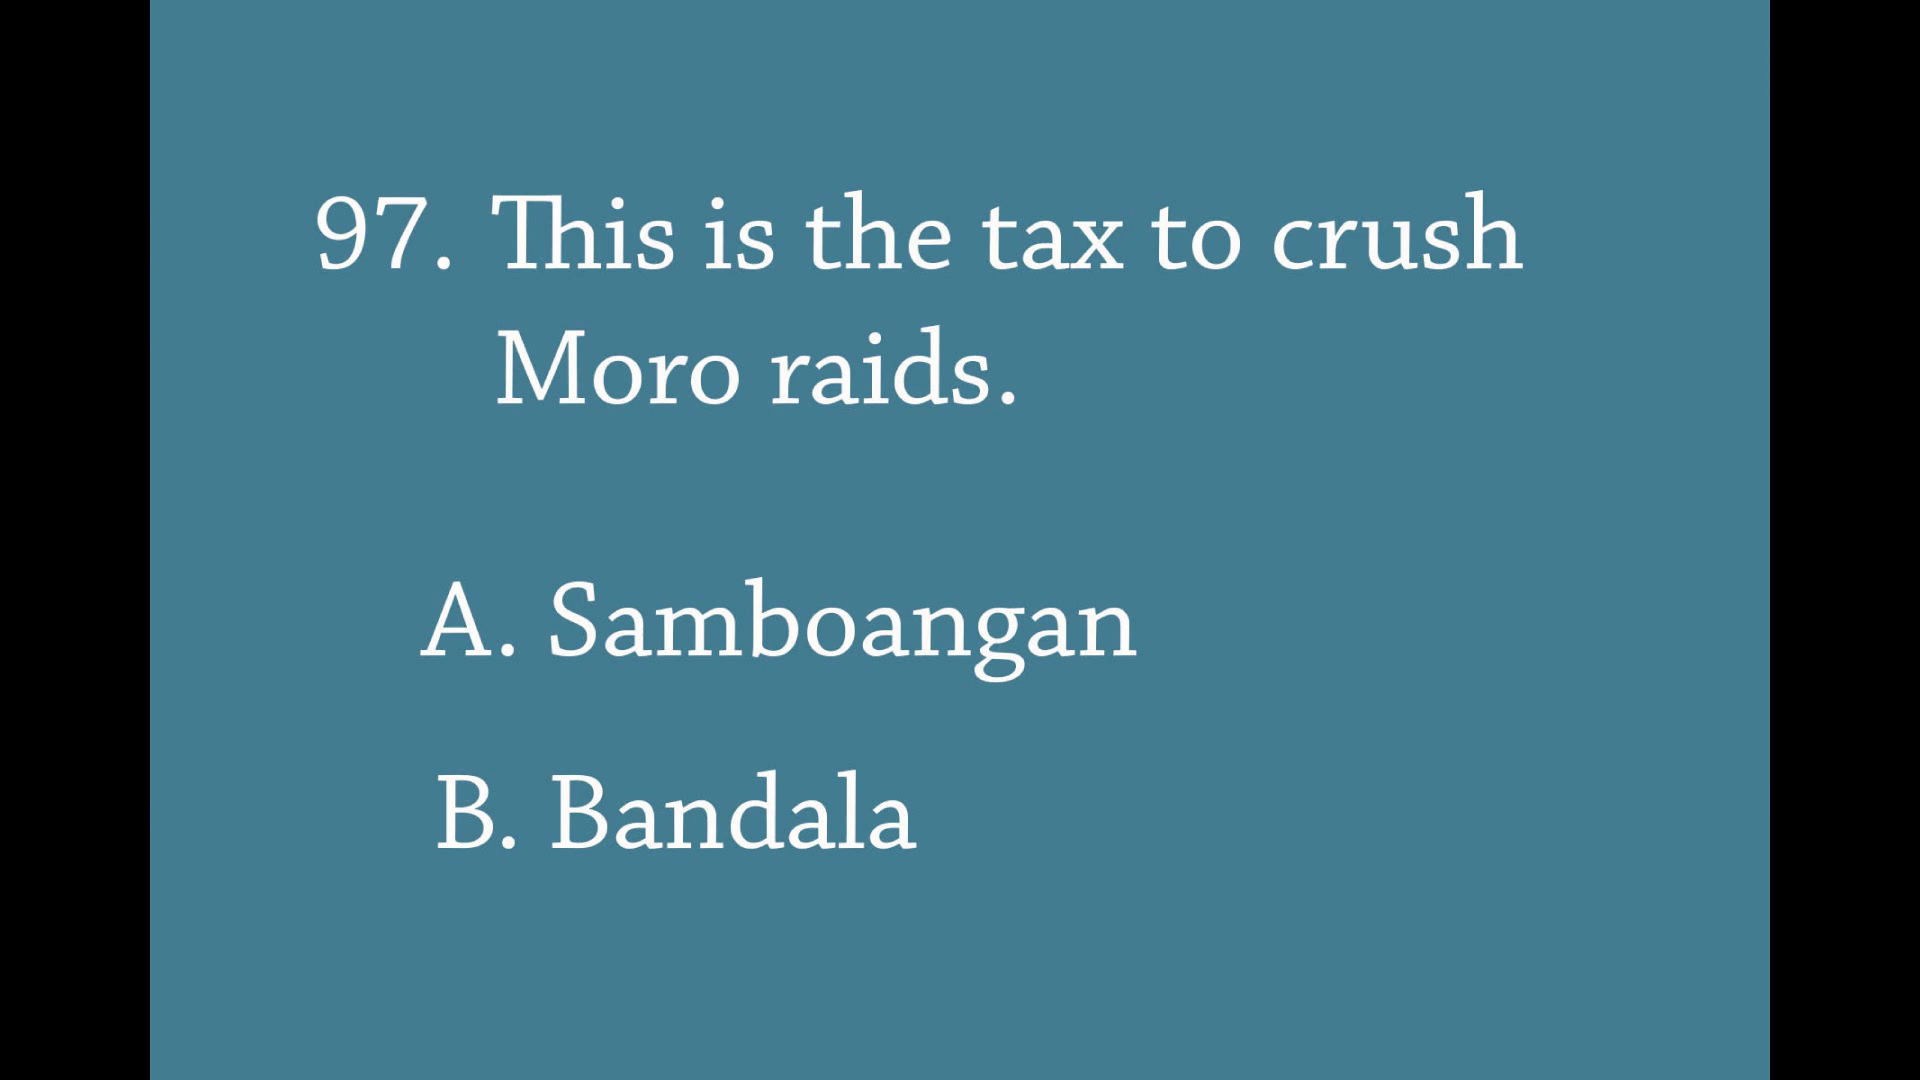 97. This is the tax to crush
Moro raids.
A. Samboangan
B. Bandala